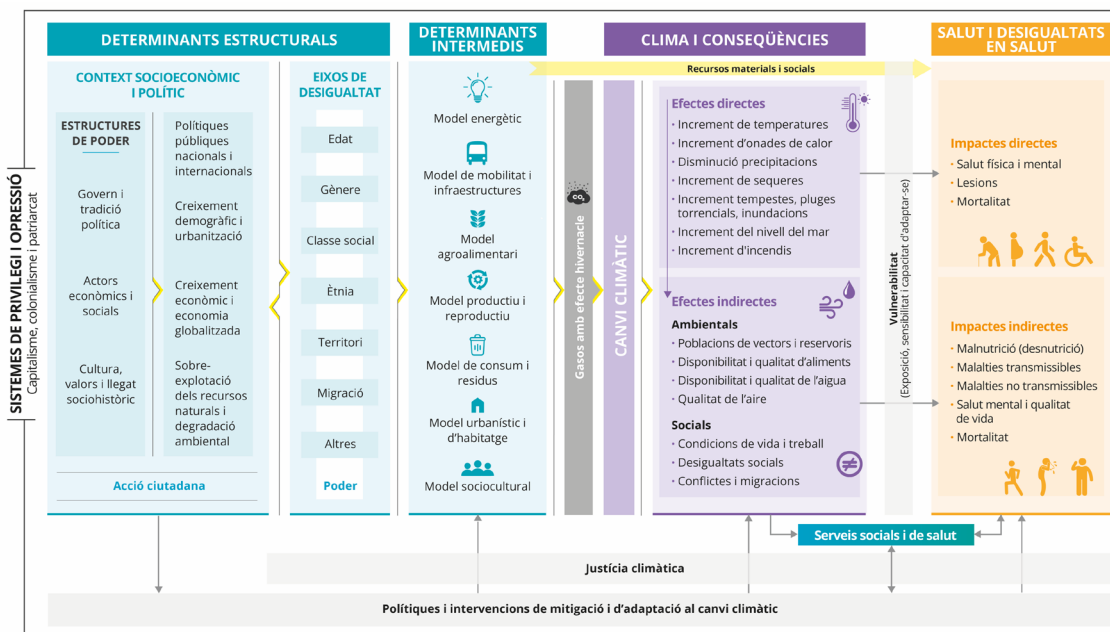 DETERMINANTS ESTRUCTURALS
DETERMINANTS
INTERMEDIS
CLIMA I CONSEQÜÈNCIES
SALUT I DESIGUALTATS
EN SALUT
SISTEMES DE PRIVILEGI I OPRESSIÓ
Capitalisme, colonialisme i patriarcat
CONTEXT SOCIOECONÒMIC
I POLÍTIC
ESTRUCTURES
DE PODER
Govern i
tradició
política
Actors
econòmics i
socials
Cultura,
valors i llegat
sociohistòric
Polítiques
públiques
nacionals i
internacionals
Creixement
demogràfic i
urbanització
Creixement
econòmic i
economia
globalitzada
Sobre-
explotació
dels recursos
naturals i
degradació
ambiental
Acció ciutadana
EIXOS DE
DESIGUALTAT
Edat
Gènere
Classe social
Ètnia
Territori
Migració
Altres
Poder
Model energètic
Model de mobilitat i
infraestructures
Model
agroalimentari
Model productiu i
reproductiu
Model de consum i
residus
Model urbanístic i
d'habitatge
Model sociocultural
Recursos materials i socials
CO₂
Gasos amb efecte hivernacle
CANVI CLIMÀTIC
Efectes directes
· Increment de temperatures
· Increment d'onades de calor
· Disminució precipitacions
· Increment de sequeres
· Increment tempestes, pluges
torrencials, inundacions
· Increment del nivell del mar
· Increment d'incendis
Efectes indirectes
Ambientals
· Poblacions de vectors i reservoris
· Disponibilitat i qualitat d'aliments
· Disponibilitat i qualitat de l'aigua
· Qualitat de l'aire
Socials
· Condicions de vida i treball
· Desigualtats socials
· Conflictes i migracions
Vulnerabilitat
(Exposició, sensibilitat i capacitat d'adaptar-se)
Impactes directes
· Salut física i mental
· Lesions
· Mortalitat
Impactes indirectes
· Malnutrició (desnutrició)
· Malalties transmissibles
· Malalties no transmissibles
· Salut mental i qualitat
de vida
· Mortalitat
Serveis socials i de salut
Justícia climàtica
Polítiques i intervencions de mitigació i d'adaptació al canvi climàtic